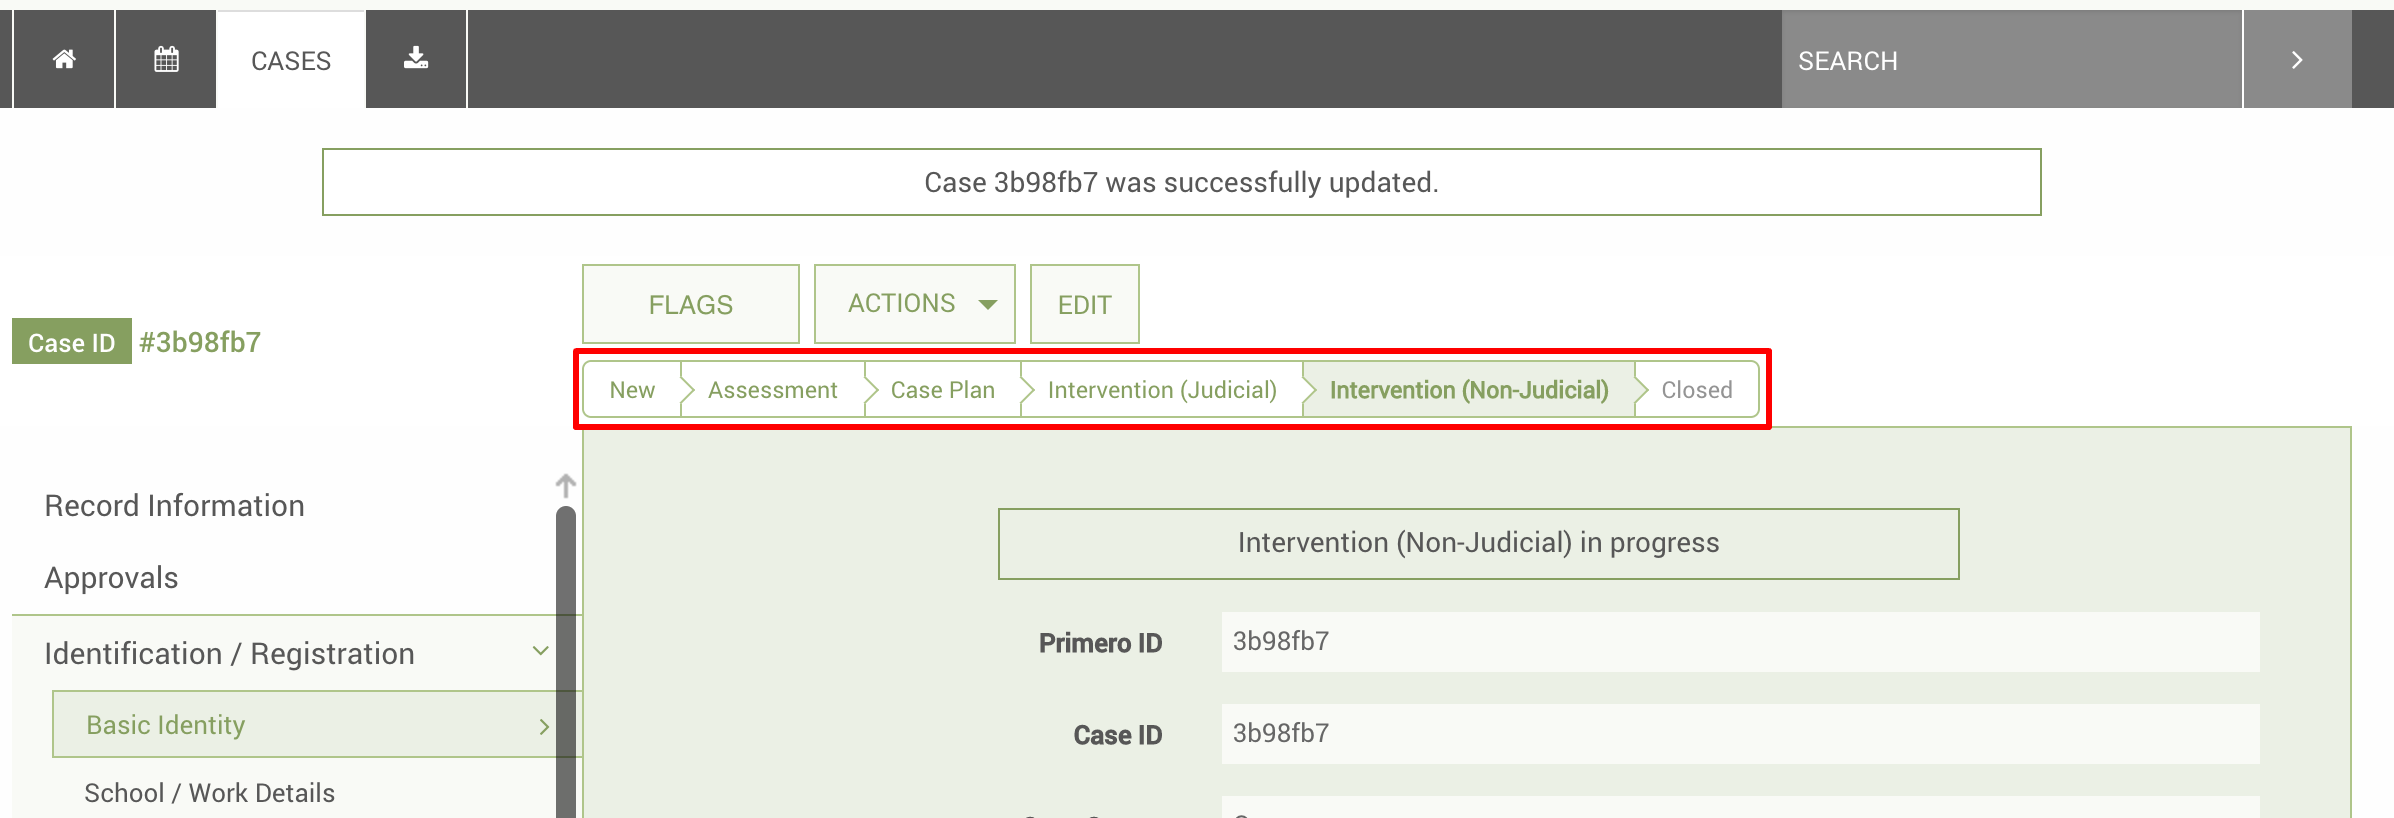 CASES
SEARCH
Case 3b98fb7 was successfully updated.
FLAGS
ACTIONS
EDIT
Case ID #3b98fb7
New
Assessment
Case Plan
Intervention (Judicial)
Intervention (Non-Judicial)
Closed
Record Information
Approvals
Identification / Registration
Basic Identity
School / Work Details
Intervention (Non-Judicial) in progress
Primero ID
3b98fb7
Case ID
3b98fb7